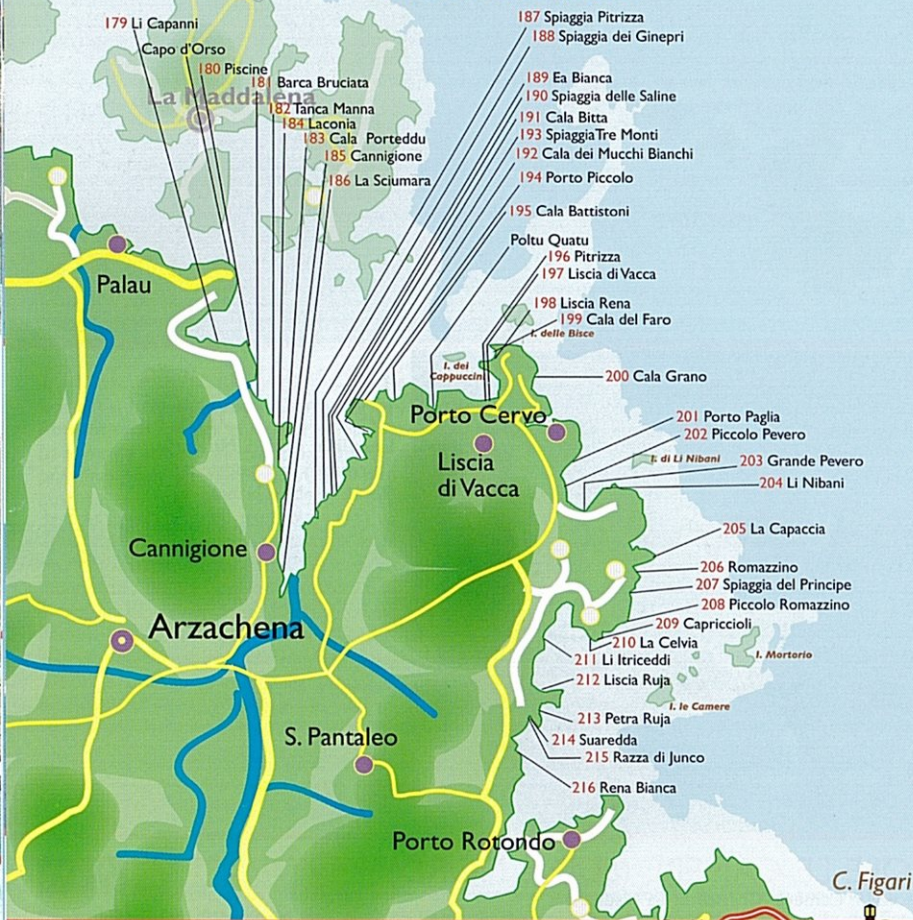 187 Spiaggia Pitrizza
179 Li Capanni
188 Spiaggia dei Ginepri
Capo d'Orso
180 Piscine
189 Ea Bianca
181 Barca Bruciata
La Maddalena
190 Spiaggia delle Saline
182 Tanca Manna
191 Cala Bitta
184 Laconia
193 SpiaggiaTre Monti
183 Cala Porteddu
192 Cala dei Mucchi Bianchi
185 Cannigione
194 Porto Piccolo
186 La Sciumara
195 Cala Battistoni
Poltu Quatu
196 Pitrizza
197 Liscia di Vacca
Palau
198 Liscia Rena
199 Cala del Faro
I. delle Bisce
I. dei
Cappuccini
200 Cala Grano
Porto Cervo
201 Porto Paglia
202 Piccolo Pevero
Liscia
di Vacca
I. di Li Nibani
203 Grande Pevero
204 Li Nibani
205 La Capaccia
Cannigione
206 Romazzino
207 Spiaggia del Principe
208 Piccolo Romazzino
Arzachena
209 Capriccioli
210 La Celvia
I. Mortorio
211 Li Itriceddi
212 Liscia Ruja
I. le Camere
213 Petra Ruja
S. Pantaleo
214 Suaredda
215 Razza di Junco
216 Rena Bianca
Porto Rotondo
C. Figari